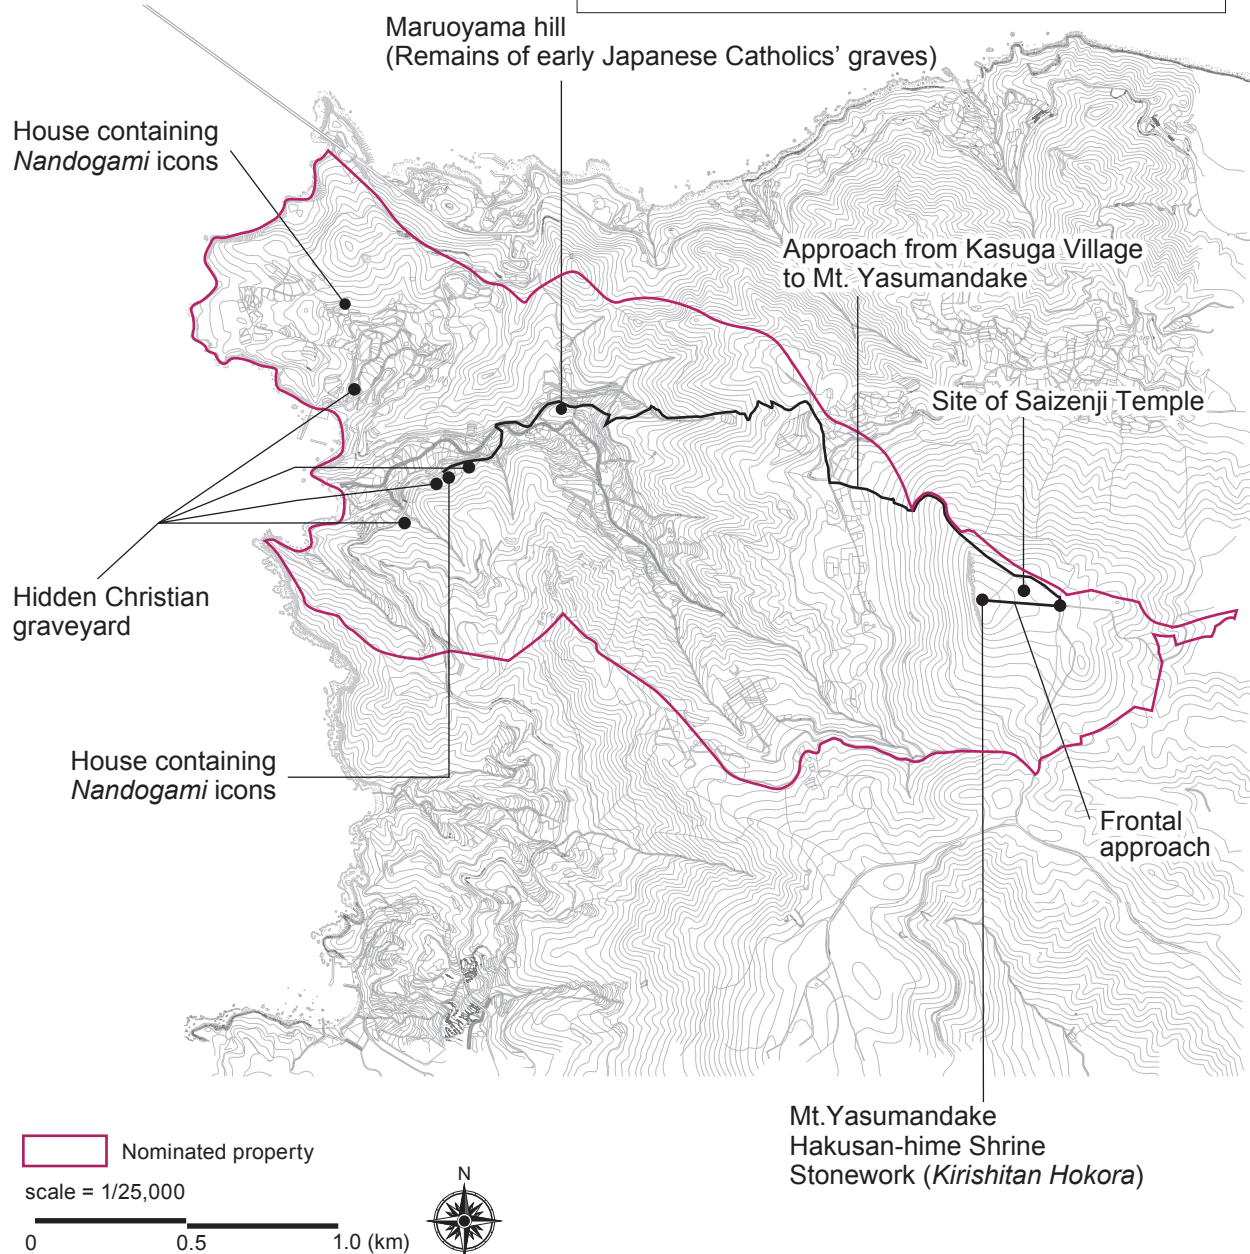 Maruoyama hill
(Remains of early Japanese Catholics’ graves)
House containing
Nandogami icons
Approach from Kasuga Village
to Mt. Yasumandake
Site of Saizenji Temple
Hidden Christian
graveyard
House containing
Nandogami icons
Frontal
approach
Mt.Yasumandake
Hakusan-hime Shrine
Stonework (Kirishitan Hokora)
Nominated property
scale = 1/25,000
0 0.5 1.0 (km)
N